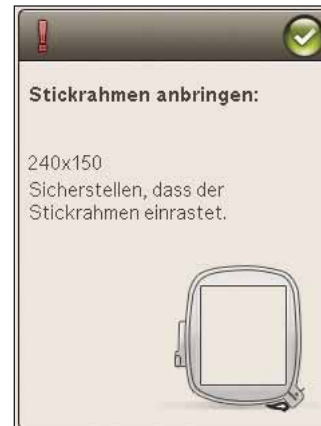 Stickrahmen anbringen:
240x150
Sicherstellen, dass der
Stickrahmen einrastet.